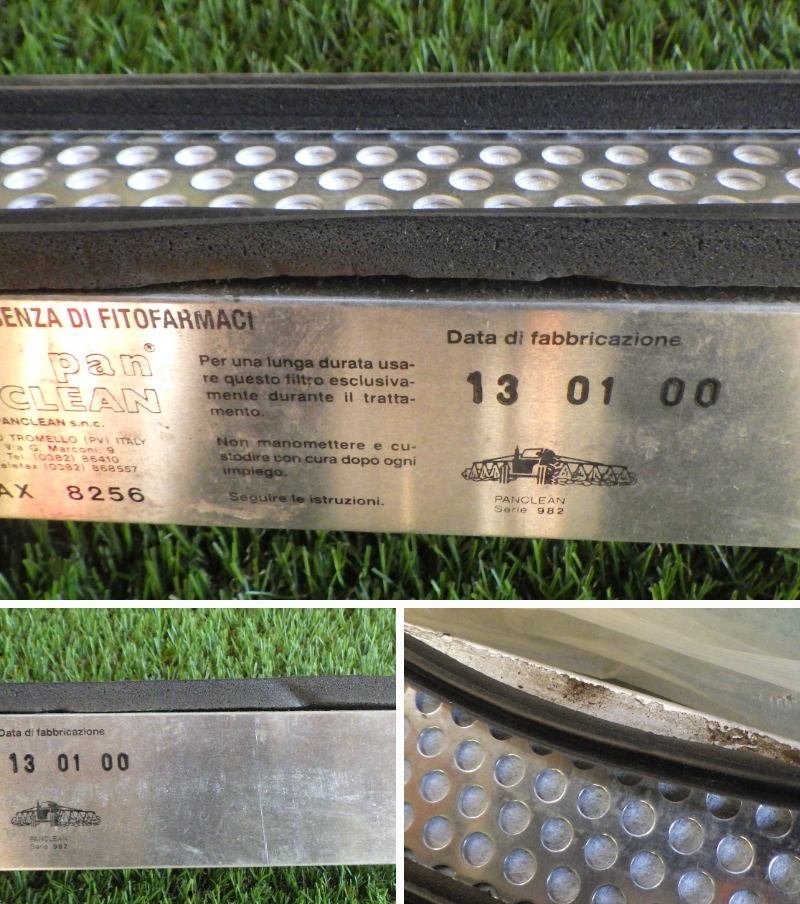 SENZA DI FITOFARMACI
pan®
CLEAN
PANCLEAN s.n.c.
TROMELLO (PV) ITALY
Via G. Marconi, 9
Tel. (0382) 86410
Telefax (0382) 868557
AX 8256
Per una lunga durata usa-
re questo filtro esclusiva-
mente durante il tratta-
mento.
Non manomettere e cu-
stodire con cura dopo ogni
impiego.
Seguire le istruzioni.
Data di fabbricazione
13 01 00
PANCLEAN
Serie 982
Data di fabbricazione
13 01 00
PANCLEAN
Serie 982